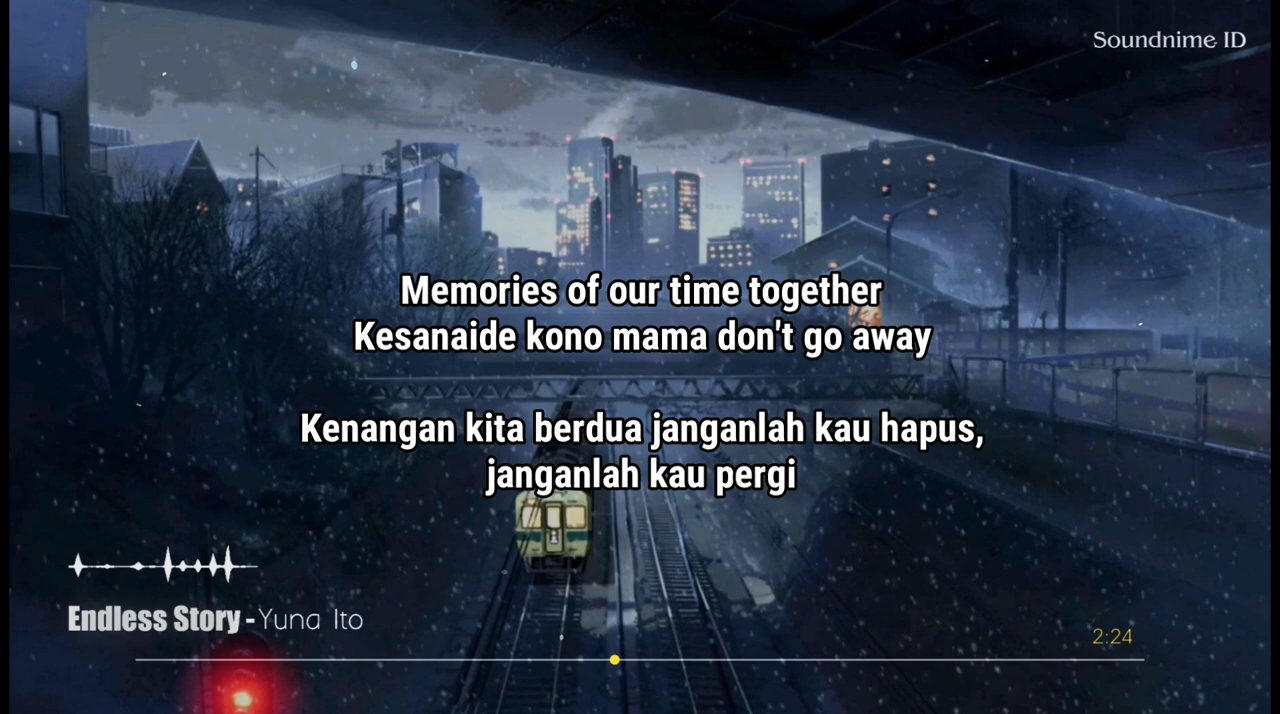 Soundnime ID
Memories of our time together
Kesanaide kono mama don't go away
Kenangan kita berdua janganlah kau hapus,
janganlah kau pergi
Endless Story - Yuna Ito
2:24